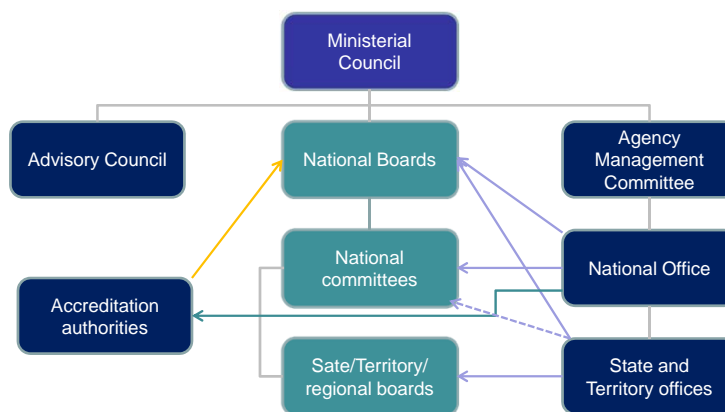 Ministerial
Council
Advisory Council
National Boards
Agency
Management
Committee
National
committees
National Office
Accreditation
authorities
Sate/Territory/
regional boards
State and
Territory offices